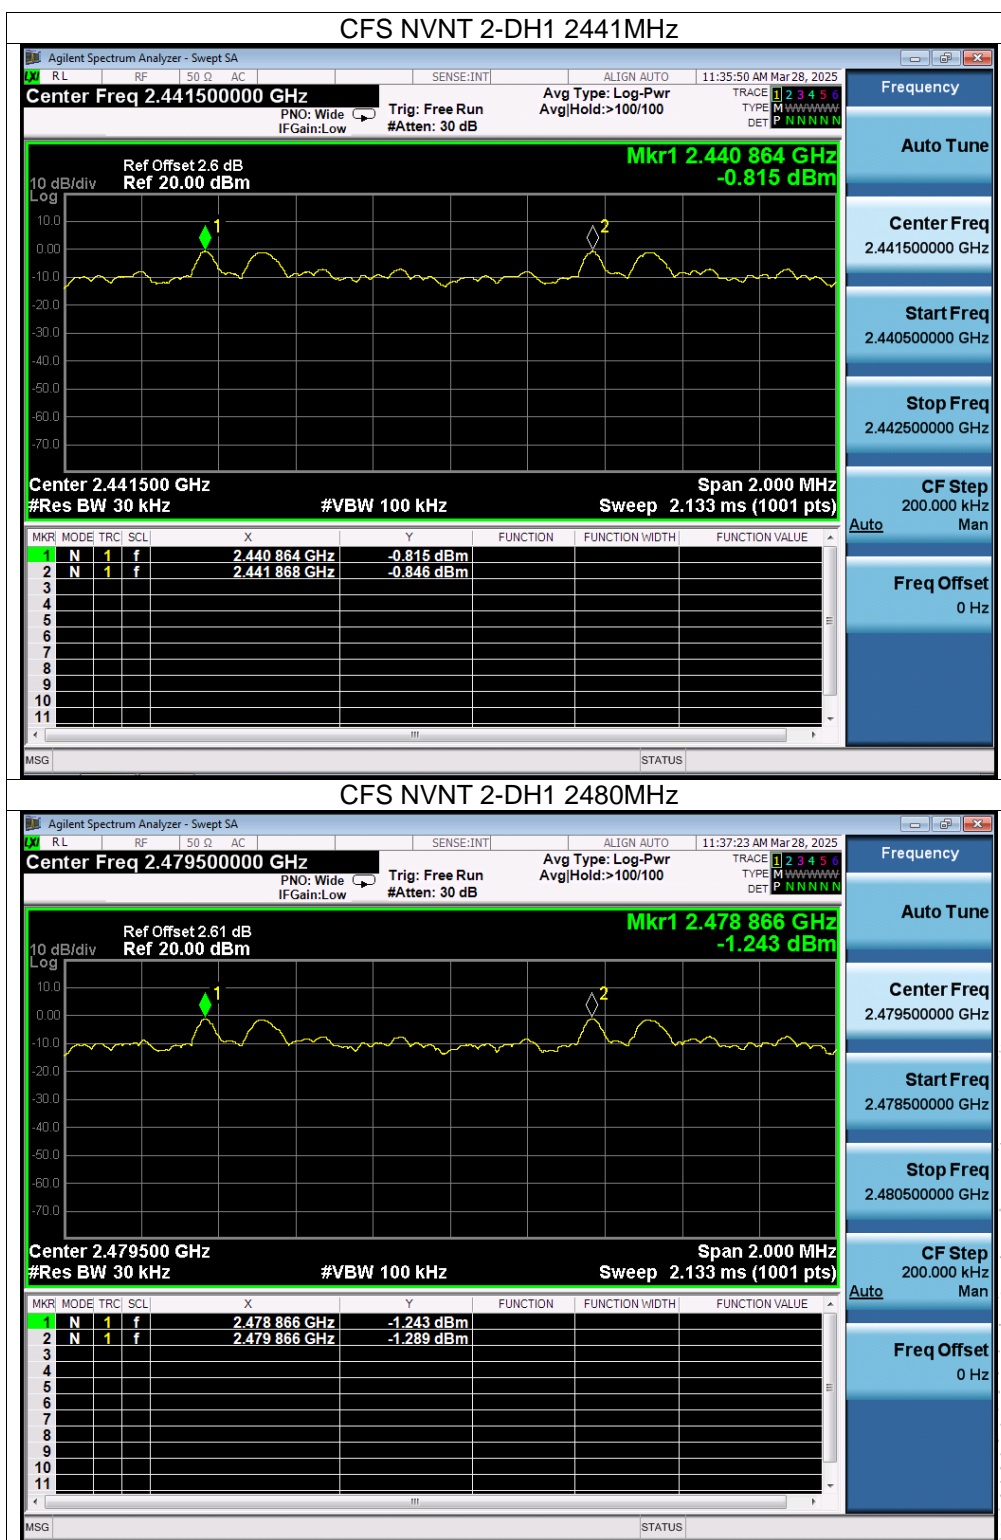 CFS NVNT 2-DH1 2441MHz
Agilent Spectrum Analyzer - Swept SA
LXI RL RF 50 Ω AC SENSE:INT ALIGN AUTO 11:35:50 AM Mar 28, 2025
Center Freq 2.441500000 GHz
PNO: Wide
IFGain:Low
Trig: Free Run
#Atten: 30 dB
Avg Type: Log-Pwr
Avg|Hold:>100/100
TRACE 1 2 3 4 5 6
TYPE M WWWWW
DET P N N N N N
Mkr1 2.440 864 GHz
-0.815 dBm
Ref Offset 2.6 dB
10 dB/div Ref 20.00 dBm
Log
10.0
0.00
-10.0
-20.0
-30.0
-40.0
-50.0
-60.0
-70.0
1
2
Center 2.441500 GHz Span 2.000 MHz
#Res BW 30 kHz #VBW 100 kHz Sweep 2.133 ms (1001 pts)
MKR MODE TRC SCL X Y FUNCTION FUNCTION WIDTH FUNCTION VALUE
1 N 1 f 2.440 864 GHz -0.815 dBm
2 N 1 f 2.441 868 GHz -0.846 dBm
3
4
5
6
7
8
9
10
11
MSG STATUS
Frequency
Auto Tune
Center Freq
2.441500000 GHz
Start Freq
2.440500000 GHz
Stop Freq
2.442500000 GHz
CF Step
200.000 kHz
Auto Man
Freq Offset
0 Hz
CFS NVNT 2-DH1 2480MHz
Agilent Spectrum Analyzer - Swept SA
LXI RL RF 50 Ω AC SENSE:INT ALIGN AUTO 11:37:23 AM Mar 28, 2025
Center Freq 2.479500000 GHz
PNO: Wide
IFGain:Low
Trig: Free Run
#Atten: 30 dB
Avg Type: Log-Pwr
Avg|Hold:>100/100
TRACE 1 2 3 4 5 6
TYPE M WWWWW
DET P N N N N N
Mkr1 2.478 866 GHz
-1.243 dBm
Ref Offset 2.61 dB
10 dB/div Ref 20.00 dBm
Log
10.0
0.00
-10.0
-20.0
-30.0
-40.0
-50.0
-60.0
-70.0
1
2
Center 2.479500 GHz Span 2.000 MHz
#Res BW 30 kHz #VBW 100 kHz Sweep 2.133 ms (1001 pts)
MKR MODE TRC SCL X Y FUNCTION FUNCTION WIDTH FUNCTION VALUE
1 N 1 f 2.478 866 GHz -1.243 dBm
2 N 1 f 2.479 866 GHz -1.289 dBm
3
4
5
6
7
8
9
10
11
MSG STATUS
Frequency
Auto Tune
Center Freq
2.479500000 GHz
Start Freq
2.478500000 GHz
Stop Freq
2.480500000 GHz
CF Step
200.000 kHz
Auto Man
Freq Offset
0 Hz